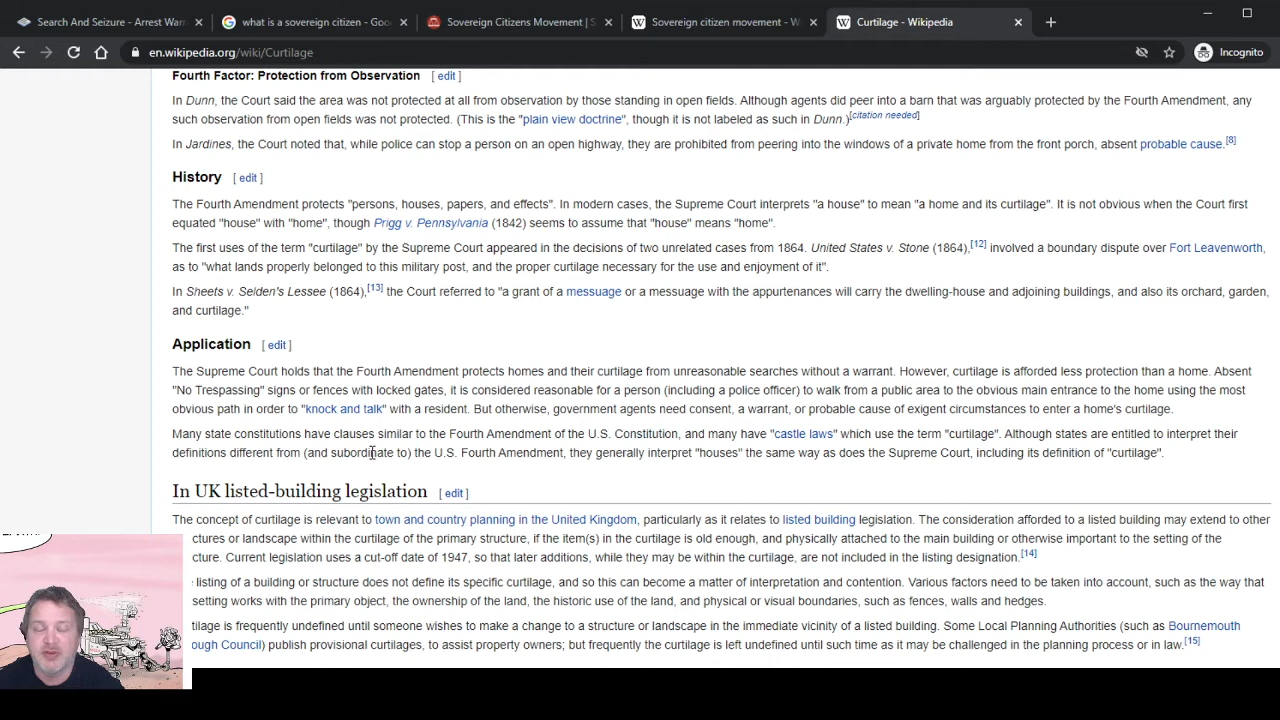 Search And Seizure - Arrest Warr
what is a sovereign citizen - Goo
Sovereign Citizens Movement | S
Sovereign citizen movement - W
Curtilage - Wikipedia
en.wikipedia.org/wiki/Curtilage
Incognito
Fourth Factor: Protection from Observation [ edit ]
In Dunn, the Court said the area was not protected at all from observation by those standing in open fields. Although agents did peer into a barn that was arguably protected by the Fourth Amendment, any
such observation from open fields was not protected. (This is the "plain view doctrine", though it is not labeled as such in Dunn.)[citation needed]
In Jardines, the Court noted that, while police can stop a person on an open highway, they are prohibited from peering into the windows of a private home from the front porch, absent probable cause.[8]
History [ edit ]
The Fourth Amendment protects "persons, houses, papers, and effects". In modern cases, the Supreme Court interprets "a house" to mean "a home and its curtilage". It is not obvious when the Court first
equated "house" with "home", though Prigg v. Pennsylvania (1842) seems to assume that "house" means "home".
The first uses of the term "curtilage" by the Supreme Court appeared in the decisions of two unrelated cases from 1864. United States v. Stone (1864),[12] involved a boundary dispute over Fort Leavenworth,
as to "what lands properly belonged to this military post, and the proper curtilage necessary for the use and enjoyment of it".
In Sheets v. Selden's Lessee (1864),[13] the Court referred to "a grant of a messuage or a message with the appurtenances will carry the dwelling-house and adjoining buildings, and also its orchard, garden,
and curtilage."
Application [ edit ]
The Supreme Court holds that the Fourth Amendment protects homes and their curtilage from unreasonable searches without a warrant. However, curtilage is afforded less protection than a home. Absent
"No Trespassing" signs or fences with locked gates, it is considered reasonable for a person (including a police officer) to walk from a public area to the obvious main entrance to the home using the most
obvious path in order to "knock and talk" with a resident. But otherwise, government agents need consent, a warrant, or probable cause of exigent circumstances to enter a home's curtilage.
Many state constitutions have clauses similar to the Fourth Amendment of the U.S. Constitution, and many have "castle laws" which use the term "curtilage". Although states are entitled to interpret their
definitions different from (and subordinate to) the U.S. Fourth Amendment, they generally interpret "houses" the same way as does the Supreme Court, including its definition of "curtilage".
In UK listed-building legislation [ edit ]
The concept of curtilage is relevant to town and country planning in the United Kingdom, particularly as it relates to listed building legislation. The consideration afforded to a listed building may extend to other
ctures or landscape within the curtilage of the primary structure, if the item(s) in the curtilage is old enough, and physically attached to the main building or otherwise important to the setting of the
cture. Current legislation uses a cut-off date of 1947, so that later additions, while they may be within the curtilage, are not included in the listing designation.[14]
listing of a building or structure does not define its specific curtilage, and so this can become a matter of interpretation and contention. Various factors need to be taken into account, such as the way that
setting works with the primary object, the ownership of the land, the historic use of the land, and physical or visual boundaries, such as fences, walls and hedges.
tilage is frequently undefined until someone wishes to make a change to a structure or landscape in the immediate vicinity of a listed building. Some Local Planning Authorities (such as Bournemouth
ough Council) publish provisional curtilages, to assist property owners; but frequently the curtilage is left undefined until such time as it may be challenged in the planning process or in law.[15]